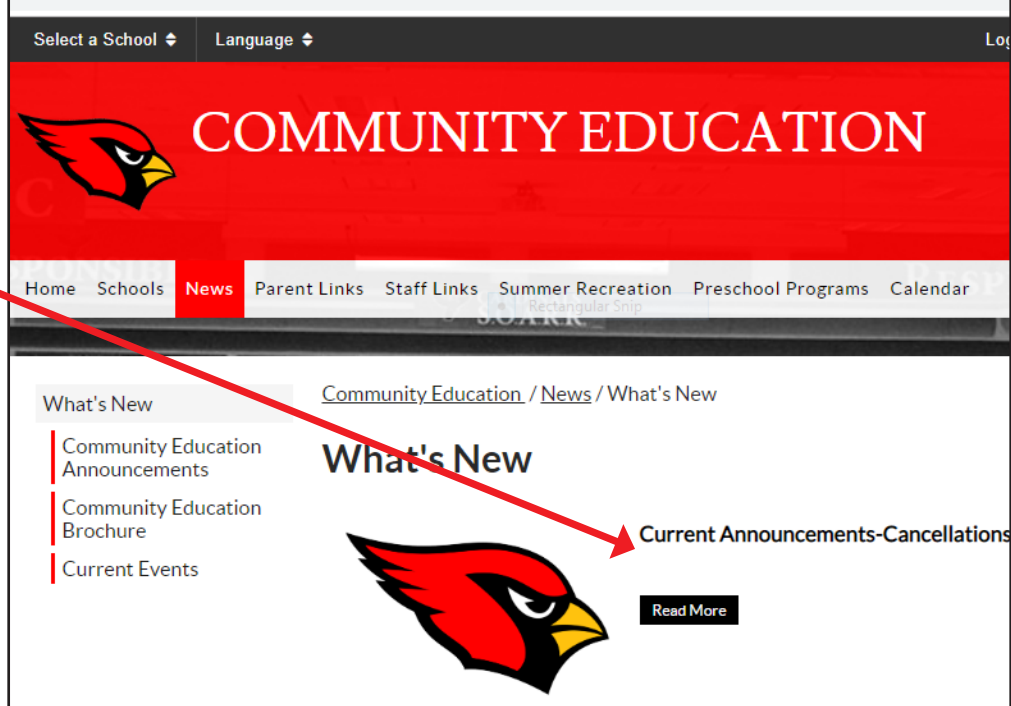 Select a School Language
COMMUNITY EDUCATION
Home Schools News Parent Links Staff Links Summer Recreation Preschool Programs Calendar
Rectangular Snip
S.O.A.R.R.
What's New
Community Education
Announcements
Community Education
Brochure
Current Events
Community Education / News / What's New
What's New
Current Announcements-Cancellations
Read More